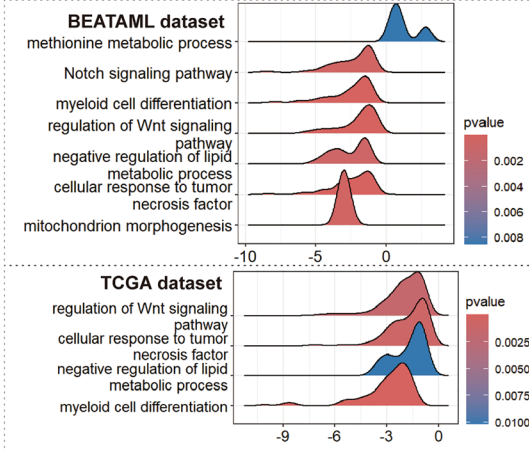 BEATAML dataset
methionine metabolic process
Notch signaling pathway
myeloid cell differentiation
regulation of Wnt signaling
pathway
negative regulation of lipid
metabolic process
cellular response to tumor
necrosis factor
mitochondrion morphogenesis
-10 -5 0
pvalue
0.002
0.004
0.006
0.008
TCGA dataset
regulation of Wnt signaling
pathway
cellular response to tumor
necrosis factor
negative regulation of lipid
metabolic process
myeloid cell differentiation
-9 -6 -3 0
pvalue
0.0025
0.0050
0.0075
0.0100